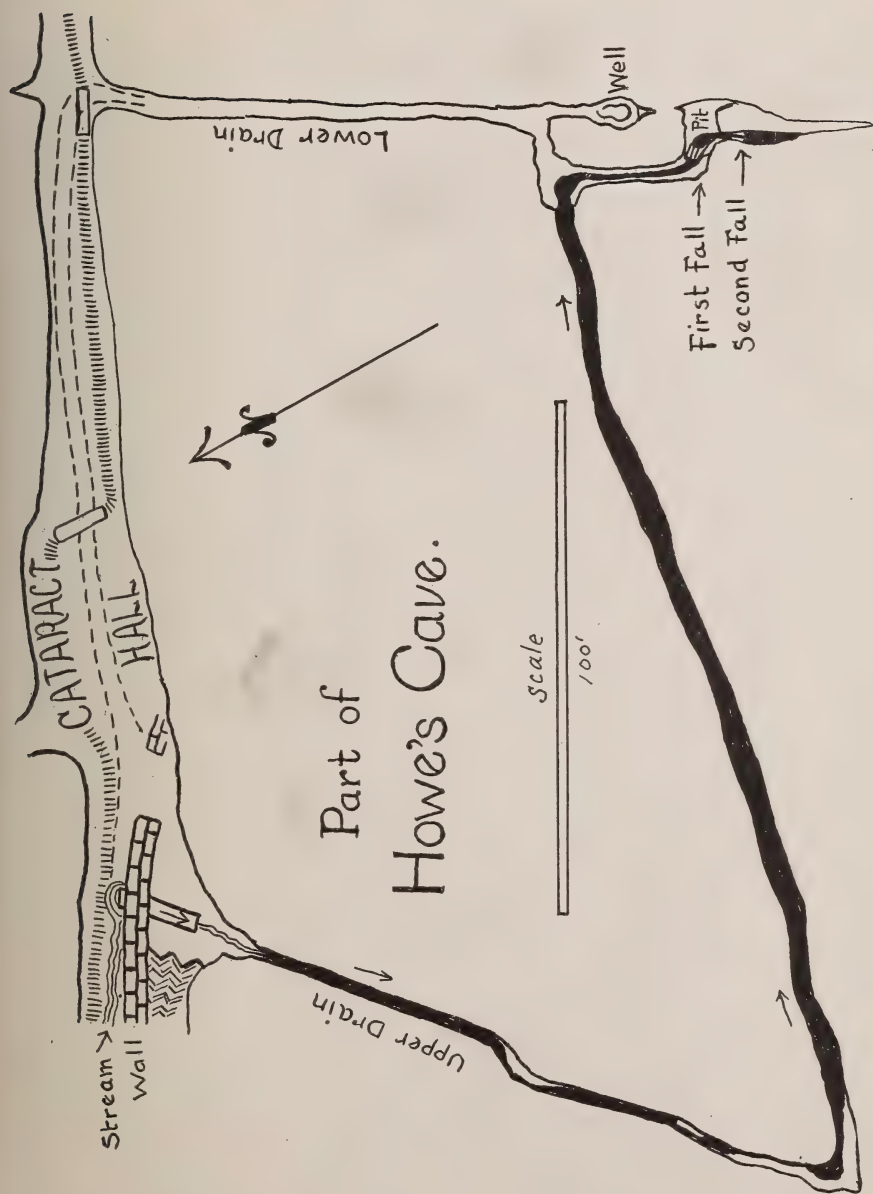 CATARACT
HALL
Stream
Wall
Upper Drain
Lower Drain
Well
Pit
First Fall
Second Fall
Part of
Howe's Cave.
Scale
100'
N